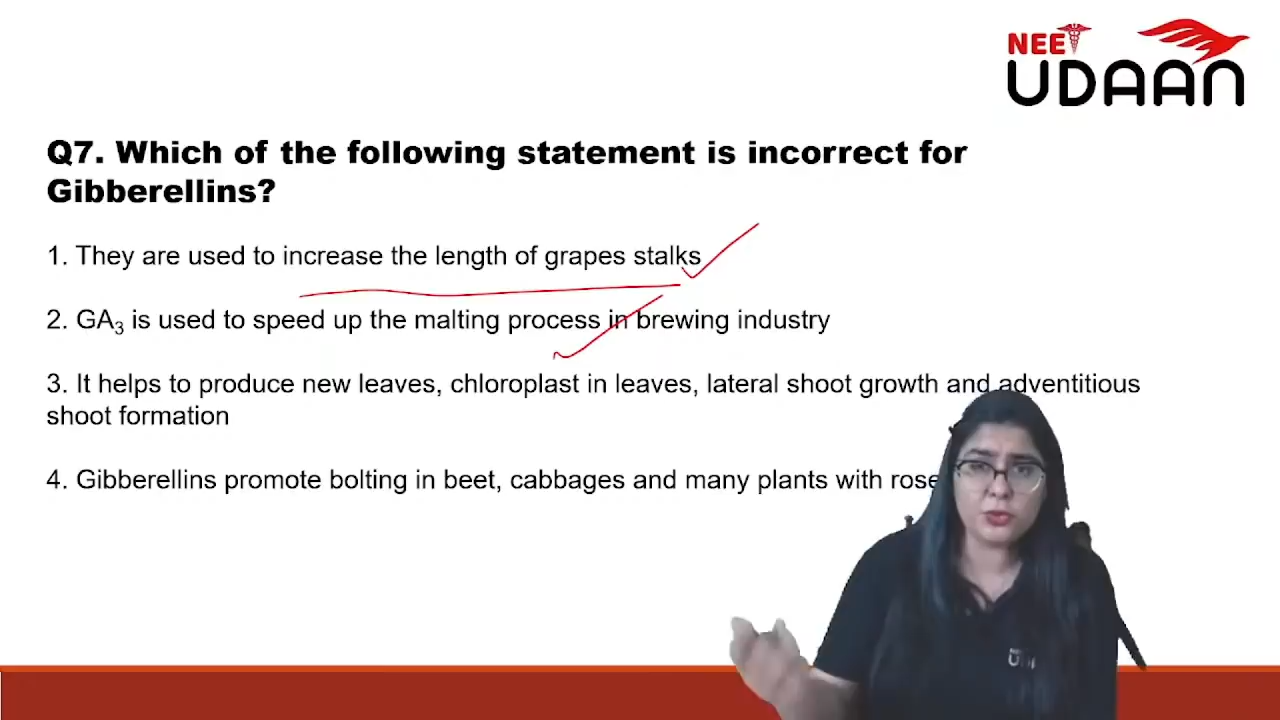 NEET
UDAAN
Q7. Which of the following statement is incorrect for
Gibberellins?
1. They are used to increase the length of grapes stalks
2. GA₃ is used to speed up the malting process in brewing industry
3. It helps to produce new leaves, chloroplast in leaves, lateral shoot growth and adventitious
shoot formation
4. Gibberellins promote bolting in beet, cabbages and many plants with